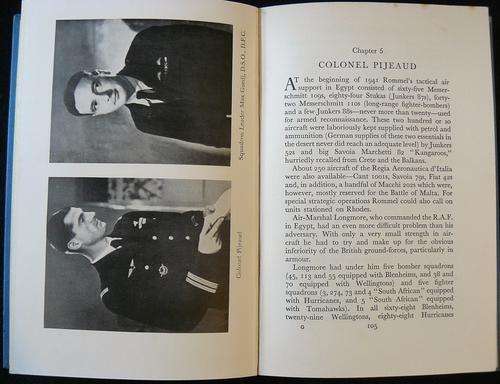 Squadron Leader Max Guedj, D.S.O., D.F.C.
Colonel Pijeaud
Chapter 5
COLONEL PIJEAUD
AT the beginning of 1941 Rommel's tactical air
support in Egypt consisted of sixty-seven Messer-
schmitt 109s, eighty-four Stukas (Junkers 87s), forty-
two Messerschmitt 110s (long-range fighter-bombers)
and a few Junkers 88s—never more than twenty—used
for armed reconnaissance. These two hundred or so
aircraft were laboriously kept supplied with petrol and
ammunition (German supplies of these two essentials in
the desert never did reach an adequate level) by Junkers
52s and big Savoia Marchetti 82 "Kangaroos,"
hurriedly recalled from Crete and the Balkans.
About 250 aircraft of the Regia Aeronautica d'Italia
were also available—Cant 1001s, Savoia 79s, Fiat 42s
and, in addition, a handful of Macchi 202s which were,
however, mostly reserved for the Battle of Malta. For
special strategic operations Rommel could also call on
units stationed on Rhodes.
Air-Marshal Longmore, who commanded the R.A.F.
in Egypt, had an even more difficult problem than his
adversary. With only a very small strength in air-
craft he had to try and make up for the obvious
inferiority of the British ground-forces, particularly in
armour.
Longmore had under him five bomber squadrons
(45, 113 and 55 equipped with Blenheims, and 38 and
70 equipped with Wellingtons) and five fighter
squadrons (3, 274, 73 and 4 "South African" equipped
with Hurricanes, and 5 "South African" equipped
with Tomahawks). In all sixty-eight Blenheims,
twenty-nine Wellingtons, eighty-eight Hurricanes
G 105